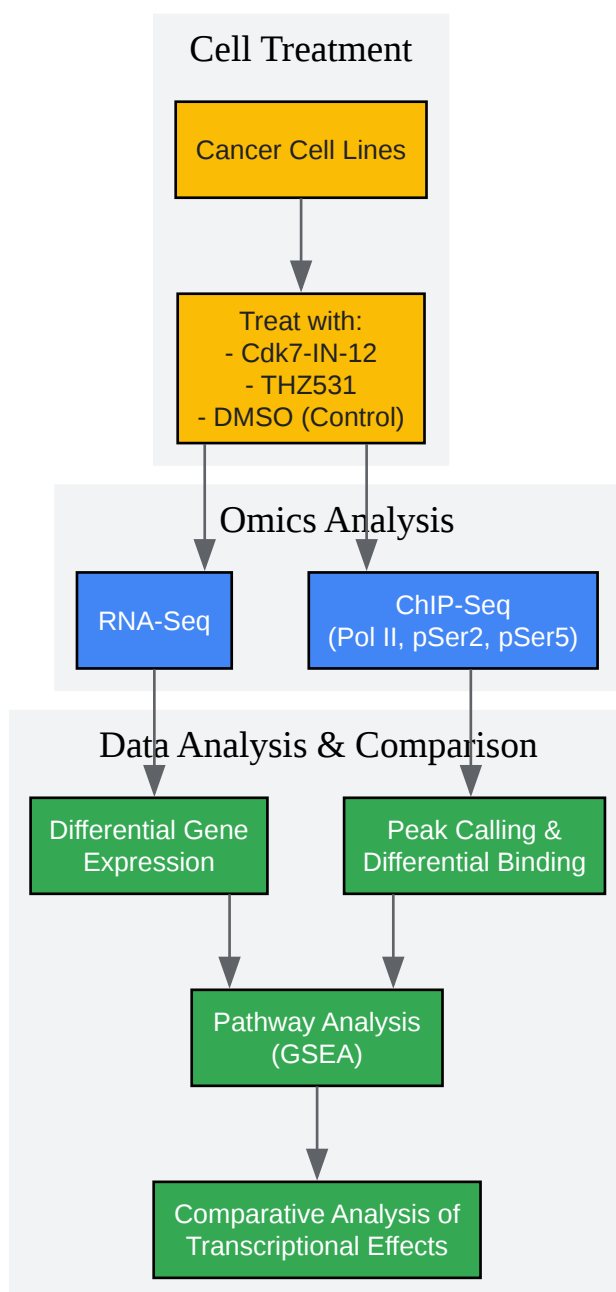 Cell Treatment
Cancer Cell Lines
Treat with:
- Cdk7-IN-12
- THZ531
- DMSO (Control)
Omics Analysis
RNA-Seq
ChIP-Seq
(Pol II, pSer2, pSer5)
Data Analysis & Comparison
Differential Gene
Expression
Peak Calling &
Differential Binding
Pathway Analysis
(GSEA)
Comparative Analysis of
Transcriptional Effects